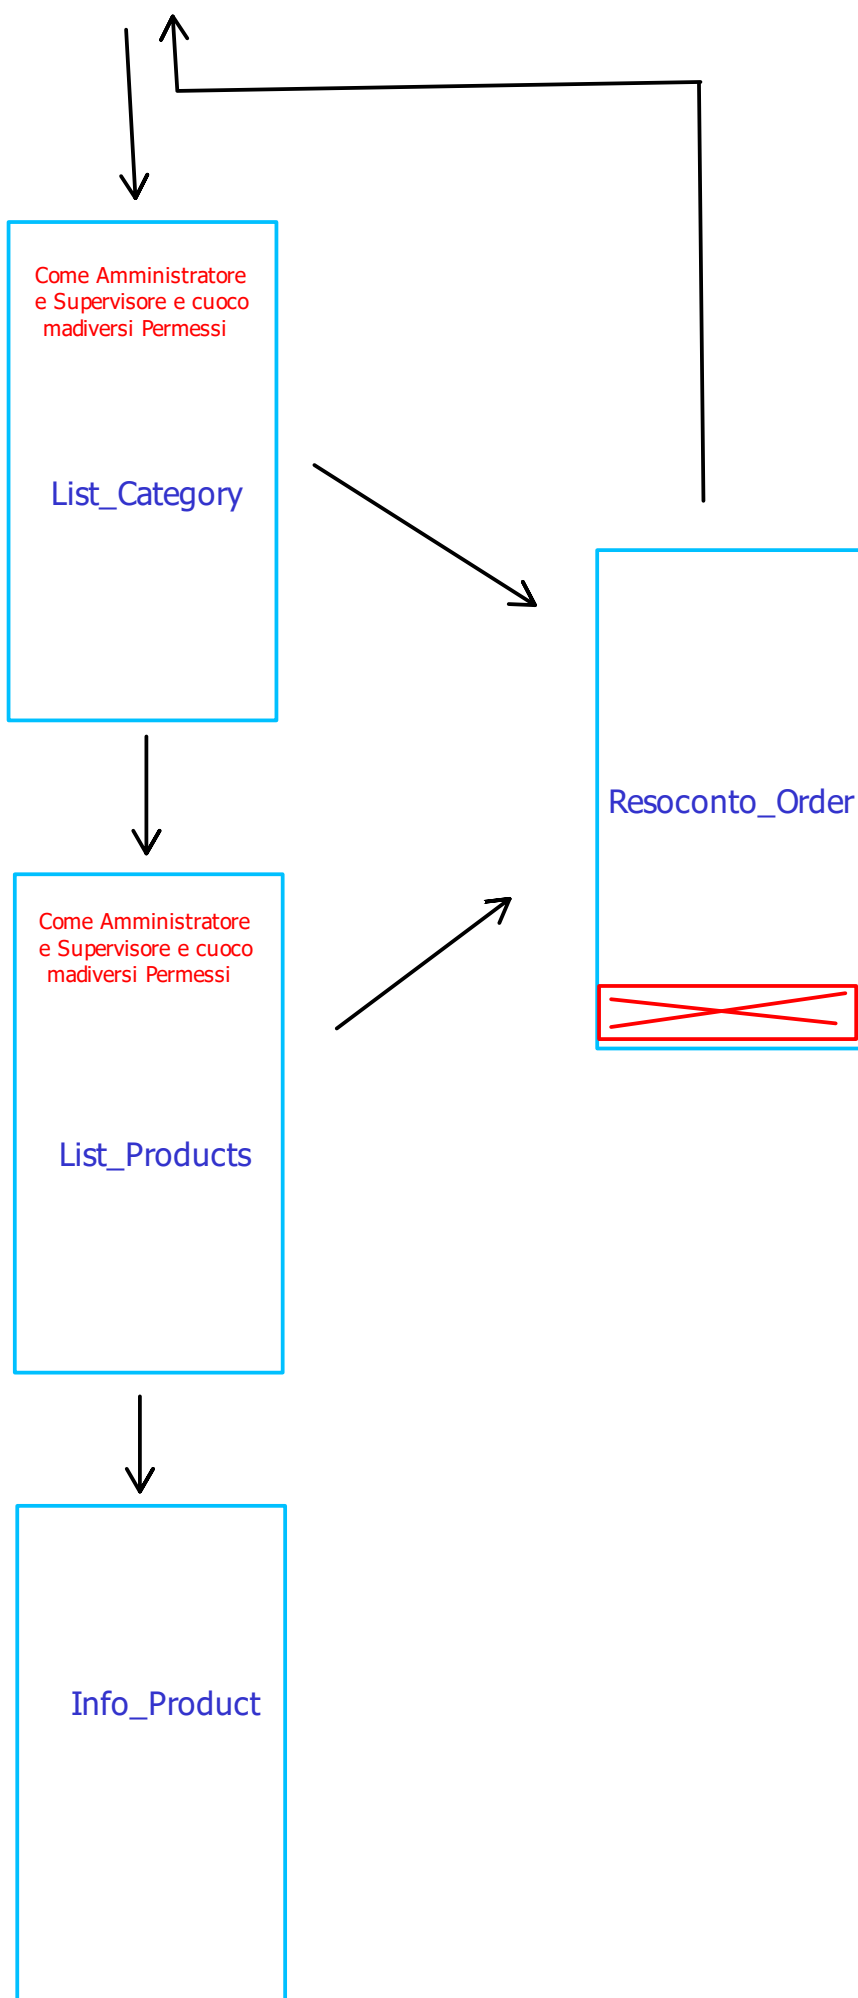 Come Amministratore
e Supervisore e cuoco
madiversi Permessi
List_Category
Resoconto_Order
Come Amministratore
e Supervisore e cuoco
madiversi Permessi
List_Products
Info_Product